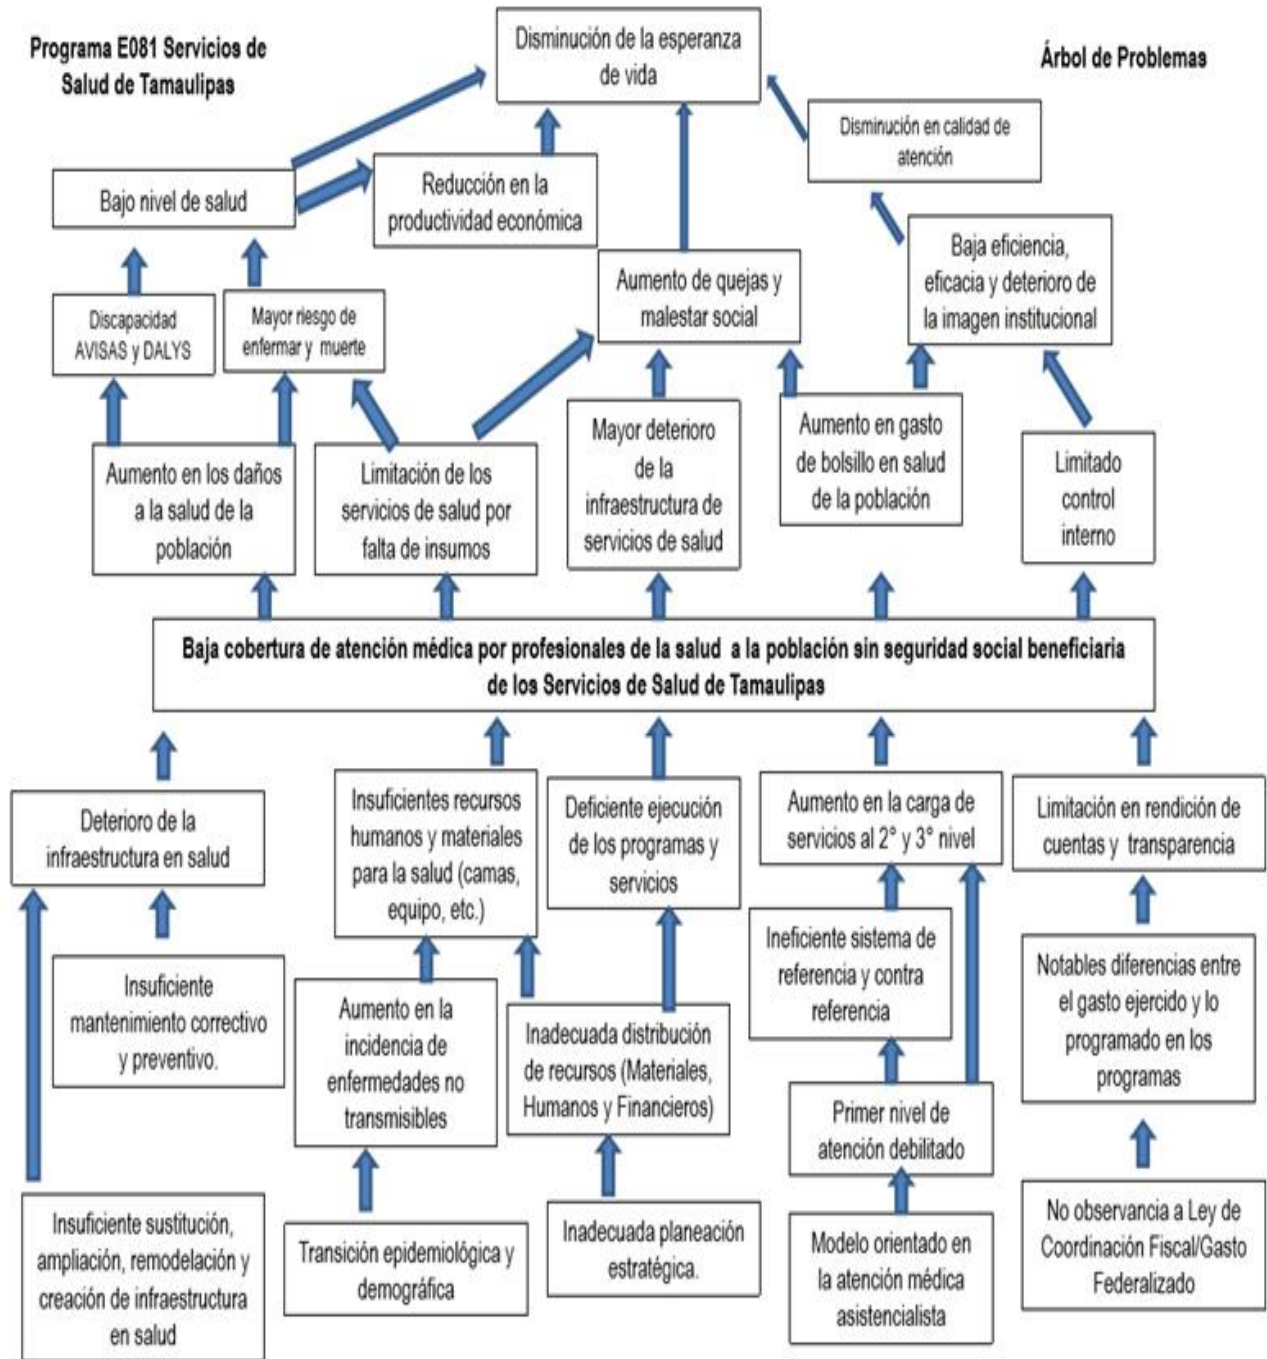 Programa E081 Servicios de
Salud de Tamaulipas
Disminución de la esperanza
de vida
Árbol de Problemas
Disminución en calidad de
atención
Bajo nivel de salud
Reducción en la
productividad económica
Aumento de quejas y
malestar social
Baja eficiencia,
eficacia y deterioro de
la imagen institucional
Discapacidad
AVISAS y DALYS
Mayor riesgo de
enfermar y muerte
Aumento en los daños
a la salud de la
población
Limitación de los
servicios de salud por
falta de insumos
Mayor deterioro
de la
infraestructura de
servicios de salud
Aumento en gasto
de bolsillo en salud
de la población
Limitado
control
interno
Baja cobertura de atención médica por profesionales de la salud a la población sin seguridad social beneficiaria
de los Servicios de Salud de Tamaulipas
Deterioro de la
infraestructura en salud
Insuficientes recursos
humanos y materiales
para la salud (camas,
equipo, etc.)
Deficiente ejecución
de los programas y
servicios
Aumento en la carga de
servicios al 2° y 3° nivel
Limitación en rendición de
cuentas y transparencia
Insuficiente
mantenimiento correctivo
y preventivo.
Aumento en la
incidencia de
enfermedades no
transmisibles
Inadecuada distribución
de recursos (Materiales,
Humanos y Financieros)
Ineficiente sistema de
referencia y contra
referencia
Notables diferencias entre
el gasto ejercido y lo
programado en los
programas
Primer nivel de
atención debilitado
Insuficiente sustitución,
ampliación, remodelación y
creación de infraestructura
en salud
Transición epidemiológica y
demográfica
Inadecuada planeación
estratégica.
Modelo orientado en
la atención médica
asistencialista
No observancia a Ley de
Coordinación Fiscal/Gasto
Federalizado